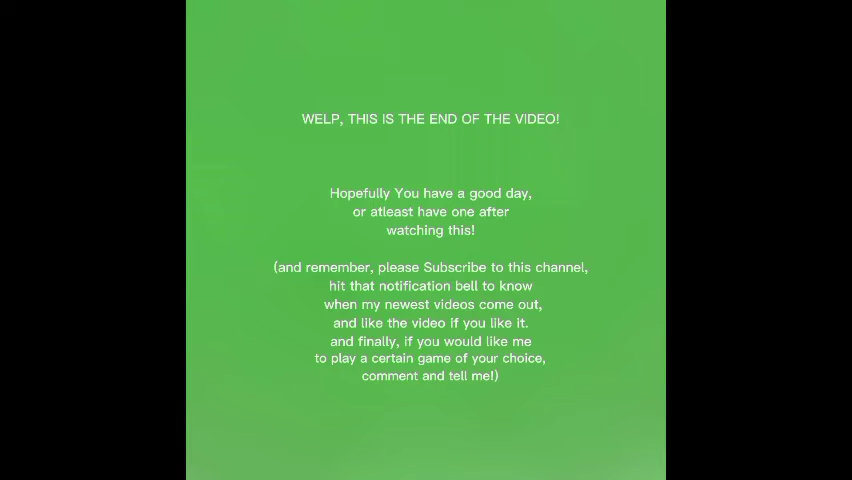 WELP, THIS IS THE END OF THE VIDEO!
Hopefully You have a good day,
or atleast have one after
watching this!
(and remember, please Subscribe to this channel,
hit that notification bell to know
when my newest videos come out,
and like the video if you like it.
and finally, if you would like me
to play a certain game of your choice,
comment and tell me!)